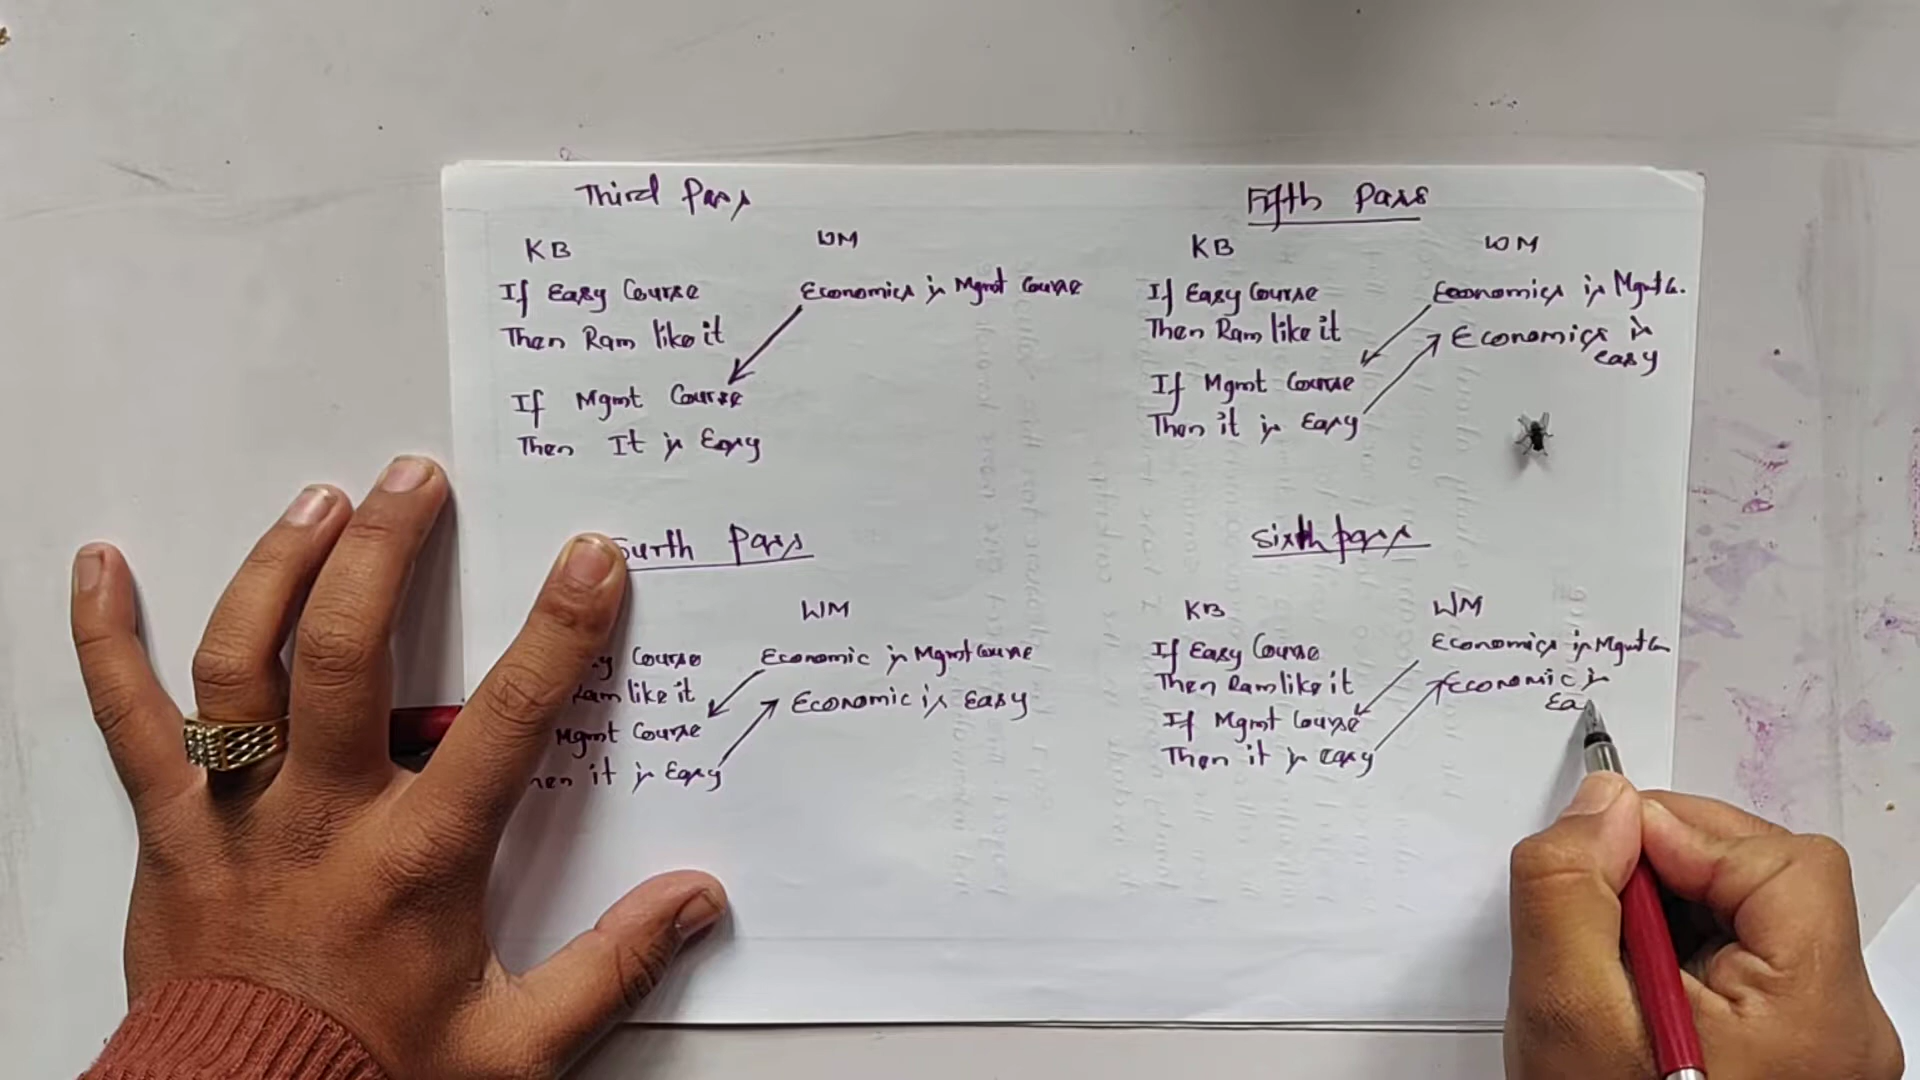 Third Pass
KB
WM
If Easy Course
Economics is Mgmt Course
Then Ram like it
If Mgmt Course
Then It is Easy
Fourth Pass
WM
Course
Economic is Mgmt Course
Ram like it
Economic is Easy
Mgmt Course
it is Easy
Fifth Pass
KB
WM
If Easy Course
Economics is Mgmt C.
Then Ram like it
Economics is
easy
If Mgmt Course
Then it is Easy
Sixth pass
KB
WM
If Easy Course
Economics is Mgmt
Then Ram like it
Economic is
Ea
If Mgmt Course
Then it is easy